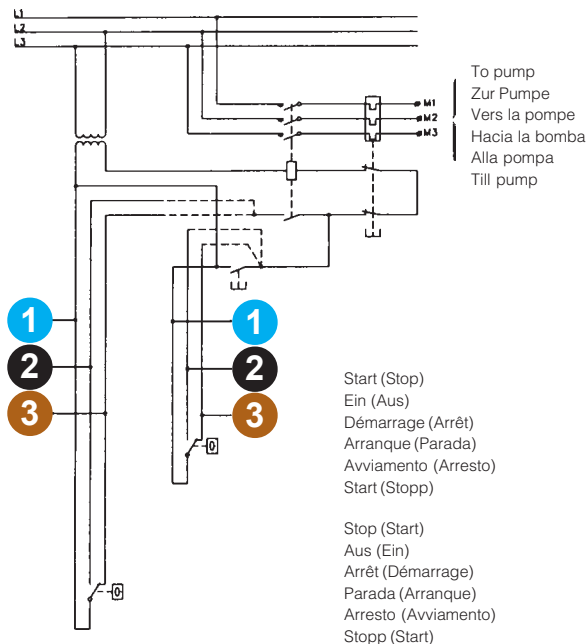 L1
L2
L3
M1
M2
M3
To pump
Zur Pumpe
Vers la pompe
Hacia la bomba
Alla pompa
Till pump
1
1
2
2
3
3
Start (Stop)
Ein (Aus)
Démarrage (Arrêt)
Arranque (Parada)
Avviamento (Arresto)
Start (Stopp)
Stop (Start)
Aus (Ein)
Arrêt (Démarrage)
Parada (Arranque)
Arresto (Avviamento)
Stopp (Start)